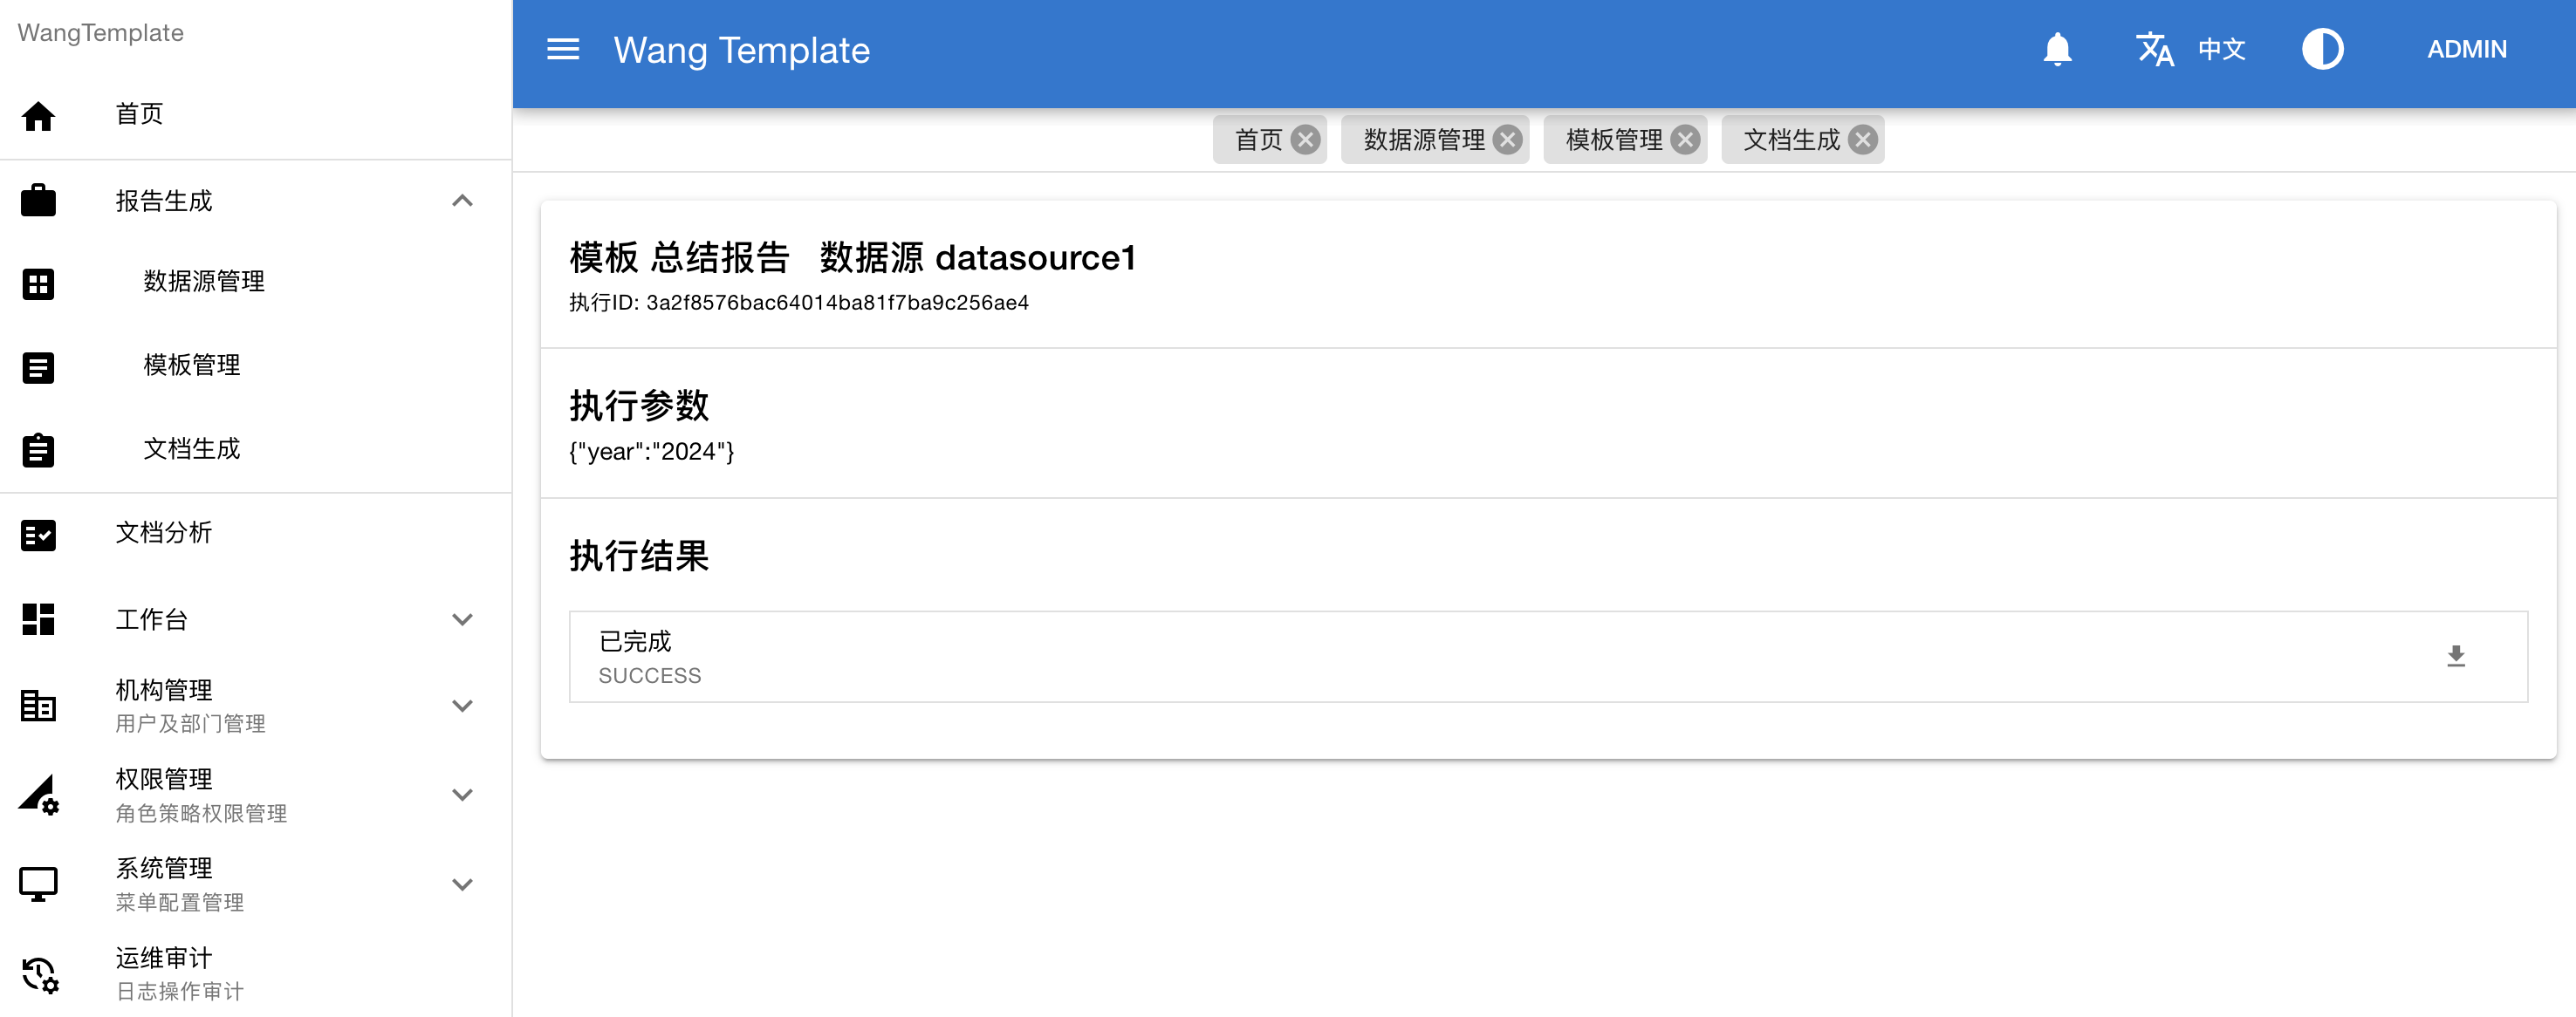 WangTemplate
首页
报告生成
数据源管理
模板管理
文档生成
文档分析
工作台
机构管理
用户及部门管理
权限管理
角色策略权限管理
系统管理
菜单配置管理
运维审计
日志操作审计
Wang Template
中文
ADMIN
首页 数据源管理 模板管理 文档生成
模板 总结报告 数据源 datasource1
执行ID: 3a2f8576bac64014ba81f7ba9c256ae4
执行参数
{"year":"2024"}
执行结果
已完成
SUCCESS